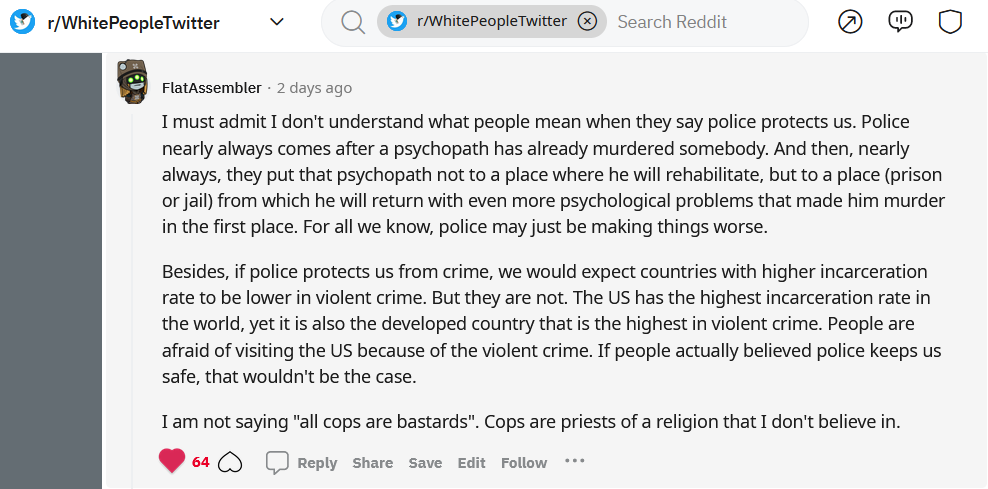 r/WhitePeopleTwitter
r/WhitePeopleTwitter
Search Reddit
FlatAssembler · 2 days ago
I must admit I don't understand what people mean when they say police protects us. Police
nearly always comes after a psychopath has already murdered somebody. And then, nearly
always, they put that psychopath not to a place where he will rehabilitate, but to a place (prison
or jail) from which he will return with even more psychological problems that made him murder
in the first place. For all we know, police may just be making things worse.
Besides, if police protects us from crime, we would expect countries with higher incarceration
rate to be lower in violent crime. But they are not. The US has the highest incarceration rate in
the world, yet it is also the developed country that is the highest in violent crime. People are
afraid of visiting the US because of the violent crime. If people actually believed police keeps us
safe, that wouldn't be the case.
I am not saying "all cops are bastards". Cops are priests of a religion that I don't believe in.
64 Reply Share Save Edit Follow ...